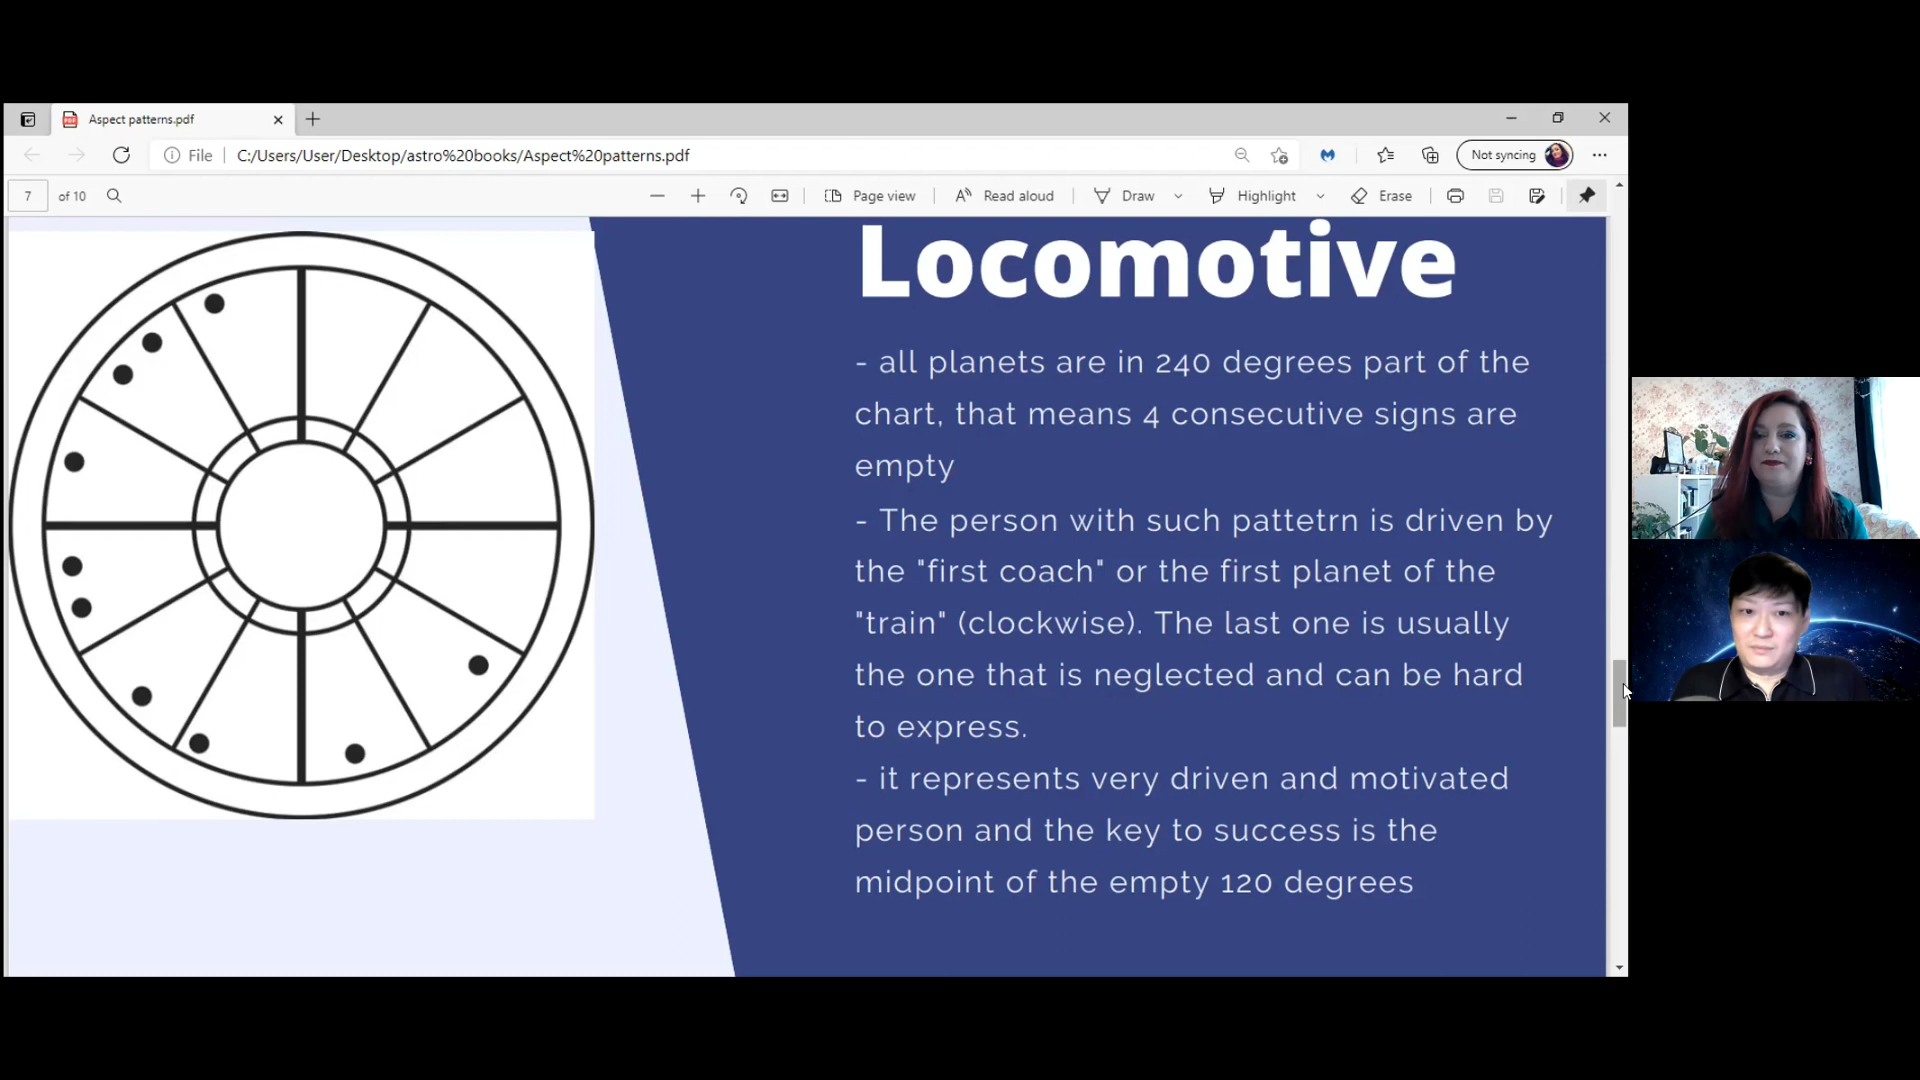 Aspect patterns.pdf
File
C:/Users/User/Desktop/astro%20books/Aspect%20patterns.pdf
Not syncing
7 of 10
Page view
Read aloud
Draw
Highlight
Erase
Locomotive
- all planets are in 240 degrees part of the
chart, that means 4 consecutive signs are
empty
- The person with such pattetrn is driven by
the "first coach" or the first planet of the
"train" (clockwise). The last one is usually
the one that is neglected and can be hard
to express.
- it represents very driven and motivated
person and the key to success is the
midpoint of the empty 120 degrees